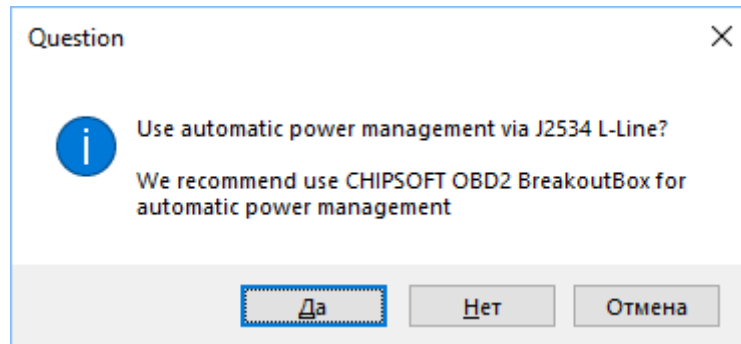 Question
Use automatic power management via J2534 L-Line?
We recommend use CHIPSOFT OBD2 BreakoutBox for
automatic power management
Да
Нет
Отмена